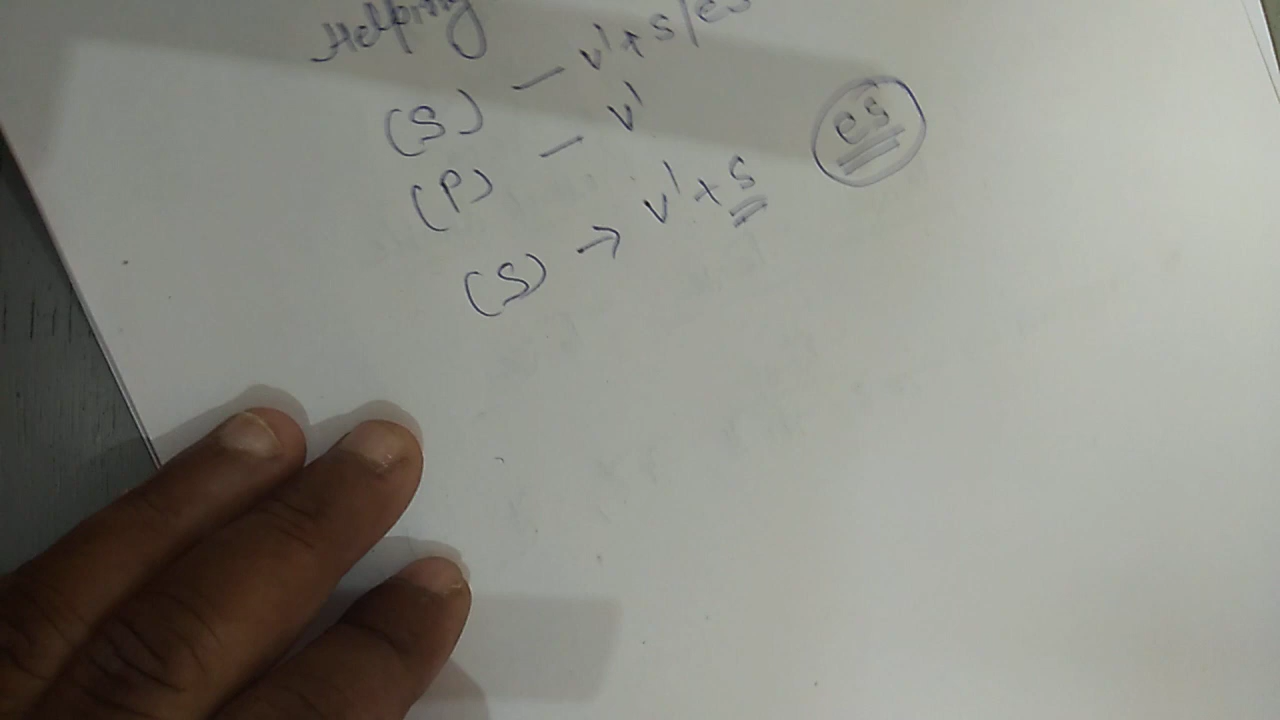 Helping
(S) — V¹+s/es
(P) — V¹
(S) → V¹+s
es